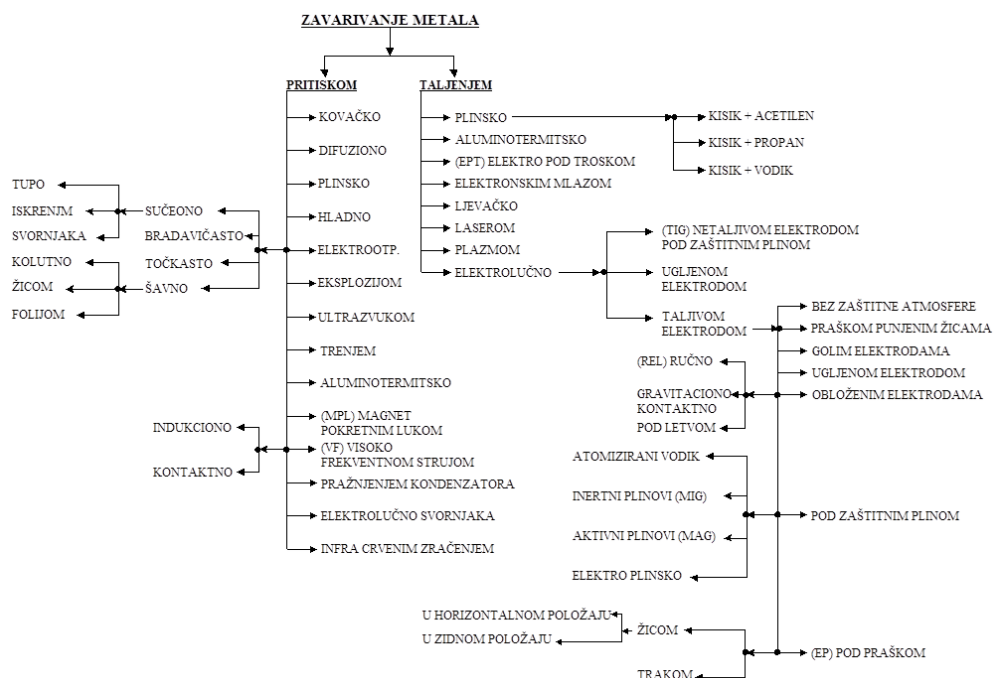 ZAVARIVANJE METALA
PRITISKOM
TALJENJEM
KOVAČKO
DIFUZIONO
PLINSKO
HLADNO
ELEKTROOTP.
EKSPLOZIJOM
ULTRAZVUKOM
TRENJEM
ALUMINOTERMITSKO
(MPL) MAGNET
POKRETNIM LUKOM
(VF) VISOKO
FREKVENTNOM STRUJOM
PRAŽNJENJEM KONDENZATORA
ELEKTROLUČNO SVORNJAKA
INFRA CRVENIM ZRAČENJEM
SUČEONO
BRADAVIČASTO
TOČKASTO
ŠAVNO
TUPO
ISKRENJM
SVORNJAKA
KOLUTNO
ŽICOM
FOLIJOM
INDUKCIONO
KONTAKTNO
PLINSKO
ALUMINOTERMITSKO
(EPT) ELEKTRO POD TROSKOM
ELEKTRONSKIM MLAZOM
LJEVAČKO
LASEROM
PLAZMOM
ELEKTROLUČNO
KISIK + ACETILEN
KISIK + PROPAN
KISIK + VODIK
(TIG) NETALJIVOM ELEKTRODOM
POD ZAŠTITNIM PLINOM
UGLJENOM
ELEKTRODOM
TALJIVOM
ELEKTRODOM
BEZ ZAŠTITNE ATMOSFERE
PRAŠKOM PUNJENIM ŽICAMA
GOLIM ELEKTRODAMA
UGLJENOM ELEKTRODOM
OBLOŽENIM ELEKTRODAMA
(REL) RUČNO
GRAVITACIONO
KONTAKTNO
POD LETVOM
POD ZAŠTITNIM PLINOM
ATOMIZIRANI VODIK
INERTNI PLINOVI (MIG)
AKTIVNI PLINOVI (MAG)
ELEKTRO PLINSKO
(EP) POD PRAŠKOM
ŽICOM
TRAKOM
U HORIZONTALNOM POLOŽAJU
U ZIDNOM POLOŽAJU